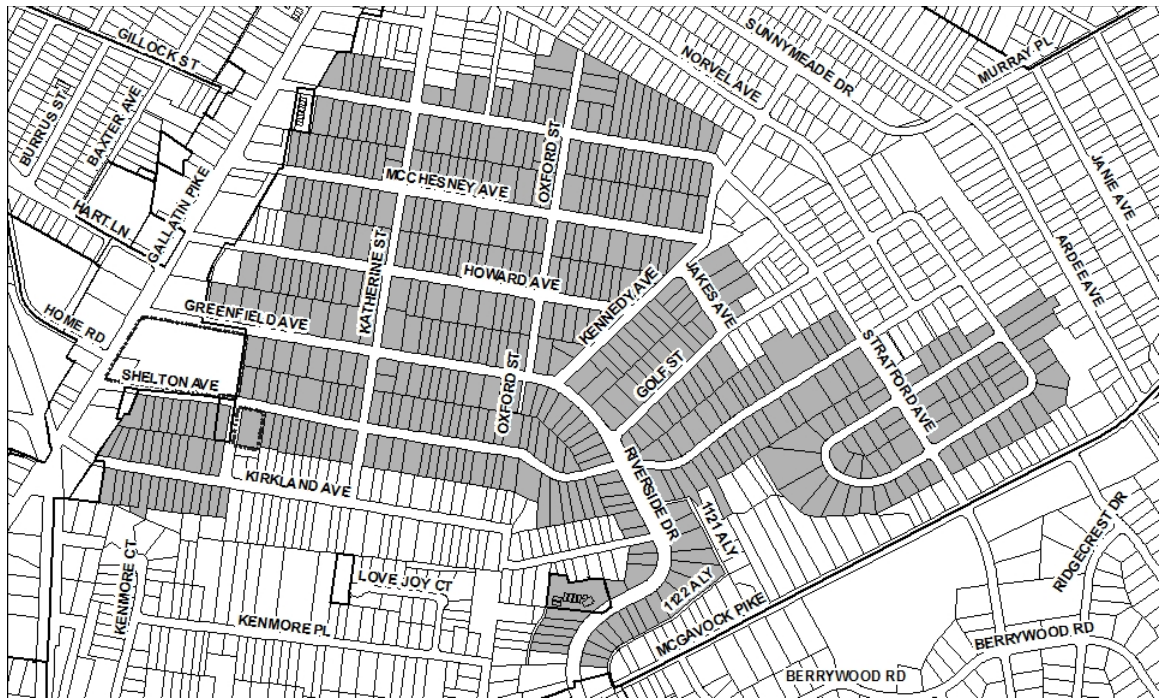 GILLOCK ST
SUNNYMEADE DR
NORVEL AVE
MURRAY PL
BURRUS ST
BAXTER AVE
OXFORD ST
JANIE AVE
MCCHESNEY AVE
HART LN
GALLATIN PIKE
ARDEE AVE
KATHERINE ST
HOWARD AVE
KENNEDY AVE
JAKES AVE
HOME RD
GREENFIELD AVE
STRATFORD AVE
SHELTON AVE
GOLF ST
OXFORD ST
KIRKLAND AVE
RIVERSIDE DR
1121 ALY
RIDGECREST DR
KENMORE CT
LOVE JOY CT
1122 ALY
KENMORE PL
MCGAVOCK PIKE
BERRYWOOD RD
BERRYWOOD RD